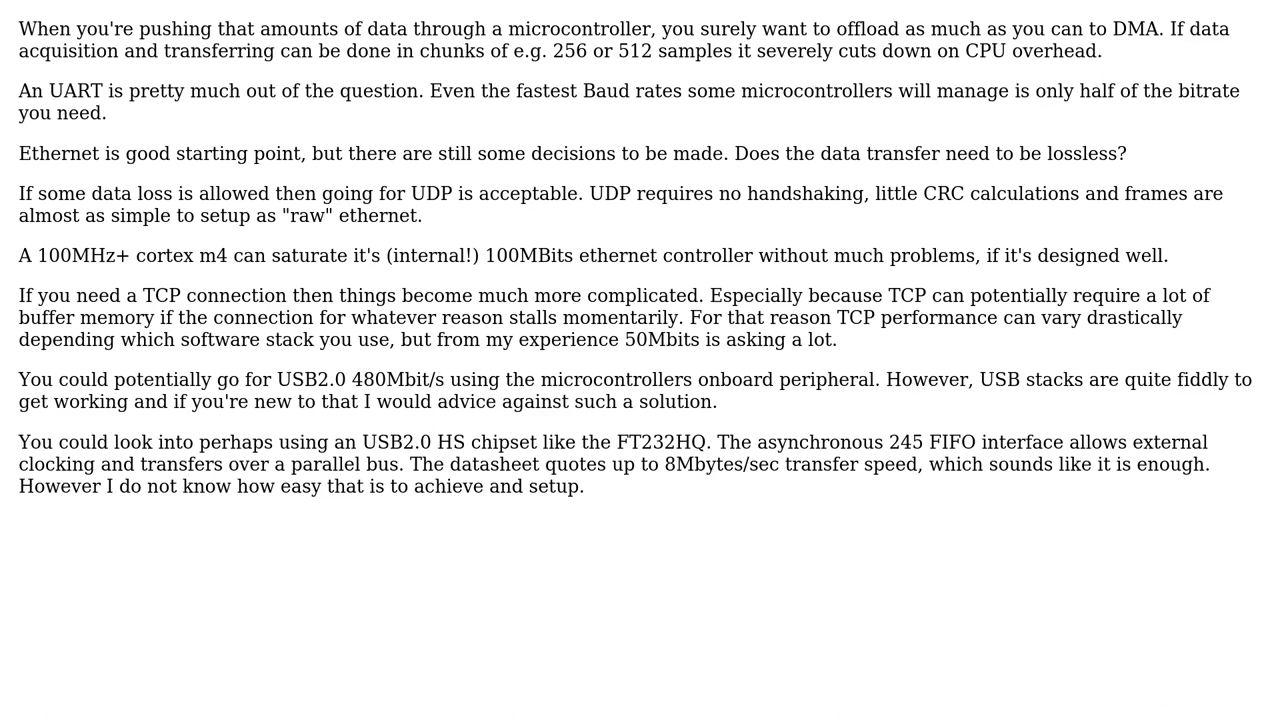 When you're pushing that amounts of data through a microcontroller, you surely want to offload as much as you can to DMA. If data
acquisition and transferring can be done in chunks of e.g. 256 or 512 samples it severely cuts down on CPU overhead.
An UART is pretty much out of the question. Even the fastest Baud rates some microcontrollers will manage is only half of the bitrate
you need.
Ethernet is good starting point, but there are still some decisions to be made. Does the data transfer need to be lossless?
If some data loss is allowed then going for UDP is acceptable. UDP requires no handshaking, little CRC calculations and frames are
almost as simple to setup as "raw" ethernet.
A 100MHz+ cortex m4 can saturate it's (internal!) 100MBits ethernet controller without much problems, if it's designed well.
If you need a TCP connection then things become much more complicated. Especially because TCP can potentially require a lot of
buffer memory if the connection for whatever reason stalls momentarily. For that reason TCP performance can vary drastically
depending which software stack you use, but from my experience 50Mbits is asking a lot.
You could potentially go for USB2.0 480Mbit/s using the microcontrollers onboard peripheral. However, USB stacks are quite fiddly to
get working and if you're new to that I would advice against such a solution.
You could look into perhaps using an USB2.0 HS chipset like the FT232HQ. The asynchronous 245 FIFO interface allows external
clocking and transfers over a parallel bus. The datasheet quotes up to 8Mbytes/sec transfer speed, which sounds like it is enough.
However I do not know how easy that is to achieve and setup.